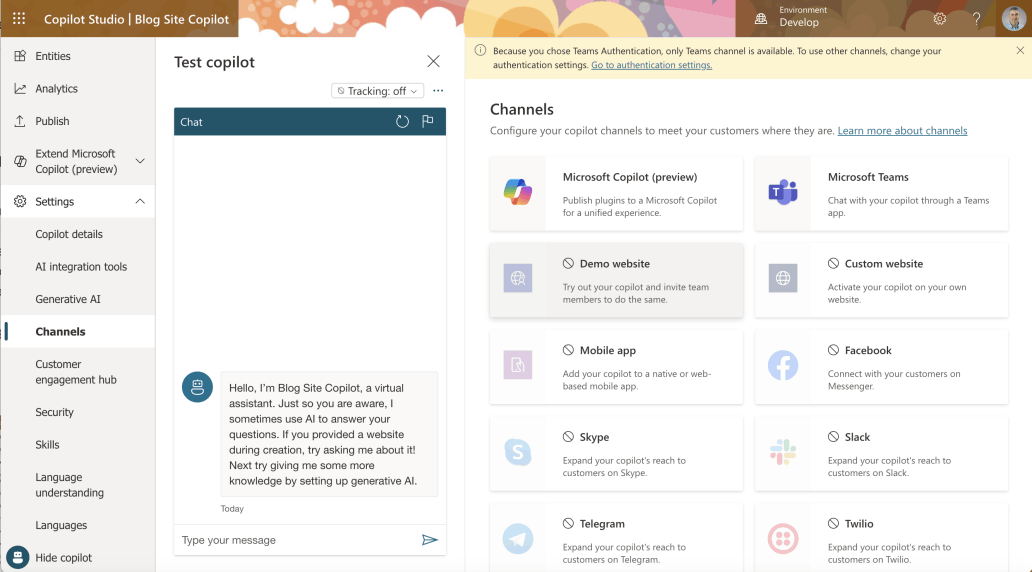 Copilot Studio | Blog Site Copilot
Environment
Develop
?
Entities
Analytics
Publish
Extend Microsoft
Copilot (preview)
Settings
Copilot details
AI integration tools
Generative AI
Channels
Customer
engagement hub
Security
Skills
Language
understanding
Languages
Hide copilot
Test copilot
Tracking: off
Chat
Hello, I'm Blog Site Copilot, a virtual
assistant. Just so you are aware, I
sometimes use AI to answer your
questions. If you provided a website
during creation, try asking me about it!
Next try giving me some more
knowledge by setting up generative AI.
Today
Type your message
Because you chose Teams Authentication, only Teams channel is available. To use other channels, change your
authentication settings. Go to authentication settings.
Channels
Configure your copilot channels to meet your customers where they are. Learn more about channels
Microsoft Copilot (preview)
Publish plugins to a Microsoft Copilot
for a unified experience.
Microsoft Teams
Chat with your copilot through a Teams
app.
Demo website
Try out your copilot and invite team
members to do the same.
Custom website
Activate your copilot on your own
website.
Mobile app
Add your copilot to a native or web-
based mobile app.
Facebook
Connect with your customers on
Messenger.
Skype
Expand your copilot's reach to
customers on Skype.
Slack
Expand your copilot's reach to
customers on Slack.
Telegram
Expand your copilot's reach to
customers on Telegram.
Twilio
Expand your copilot's reach to
customers on Twilio.